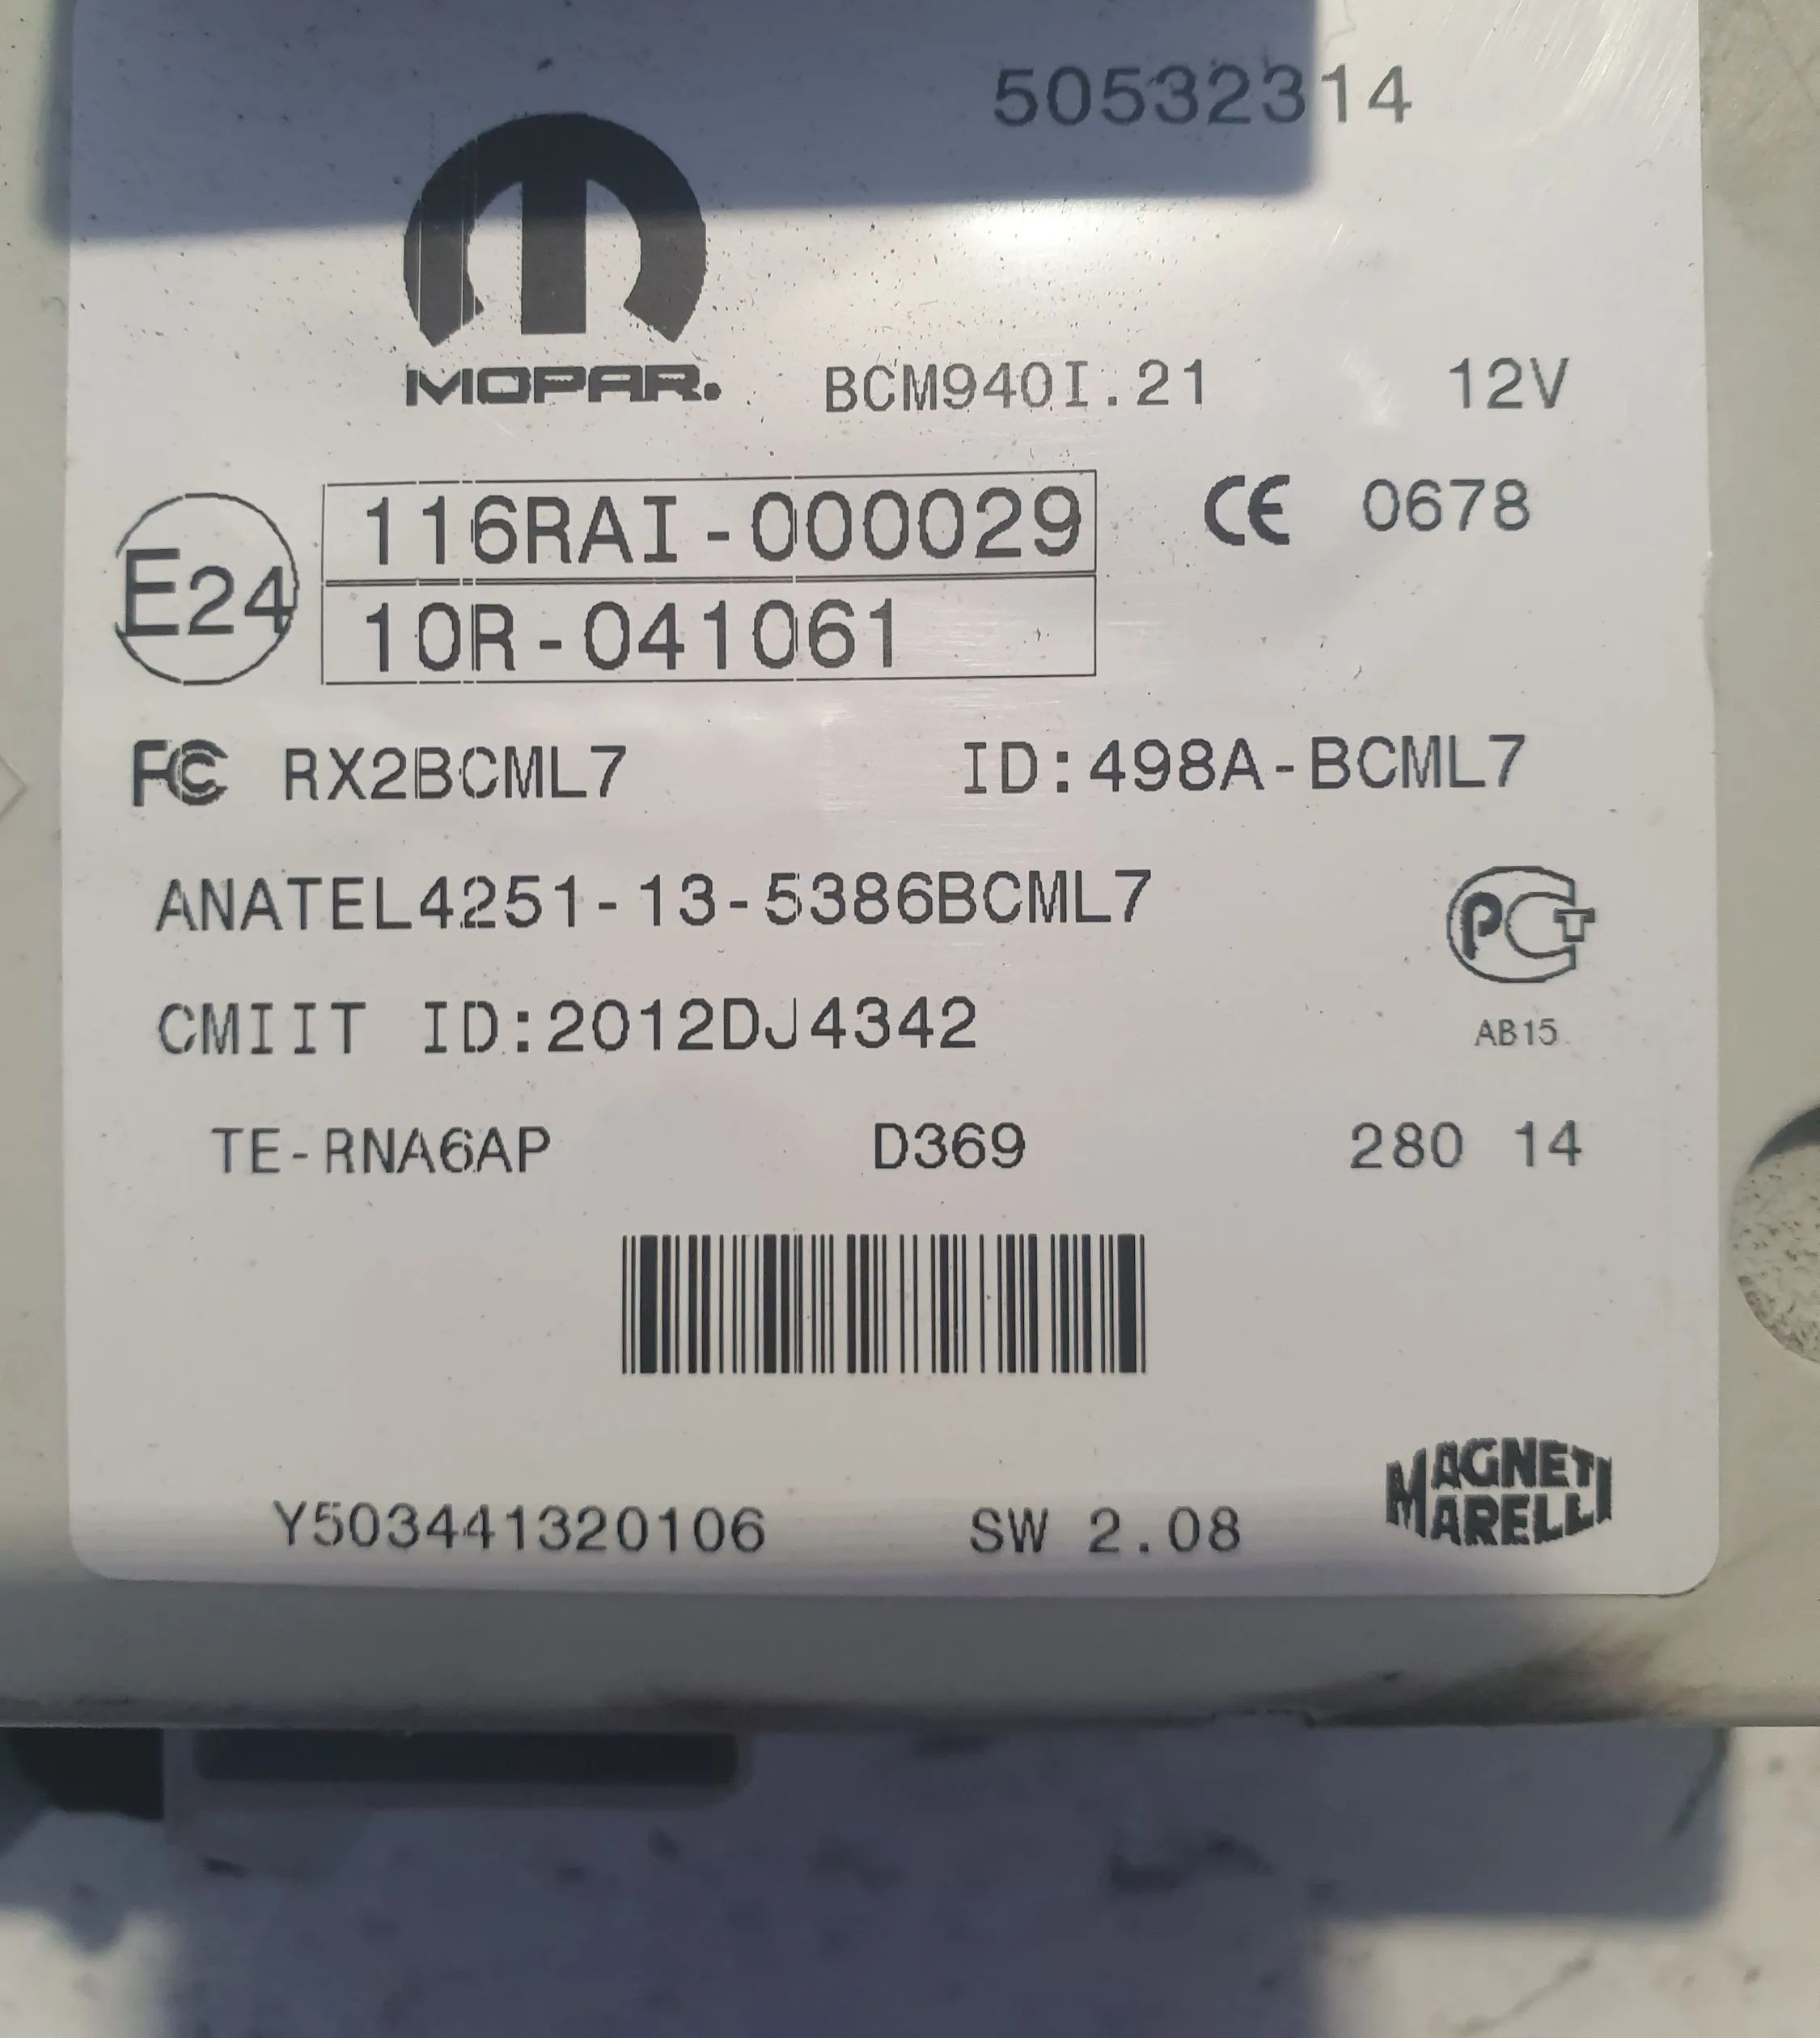 50532314
MOPAR. BCM940I.21 12V
E24 116RAI-000029 CE 0678
10R-041061
FC RX2BCML7 ID:498A-BCML7
ANATEL4251-13-5386BCML7
PCT
CMIIT ID:2012DJ4342
AB15
TE-RNA6AP D369 280 14
Y503441320106 SW 2.08
MAGNETI
MARELLI